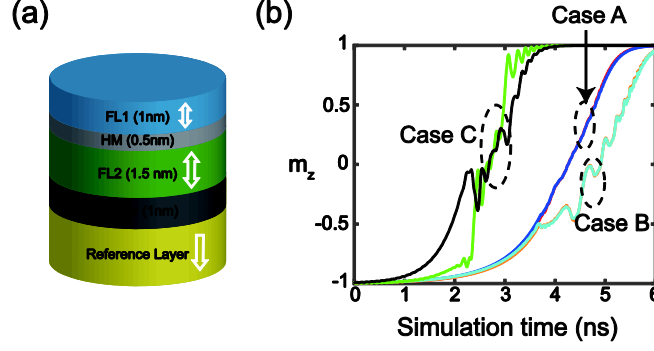 (a)
FL1 (1nm)
HM (0.5nm)
FL2 (1.5 nm)
(1nm)
Reference Layer
(b)
Case A
Case C
Case B
m_z
1
0.5
0
-0.5
-1
0 1 2 3 4 5 6
Simulation time (ns)